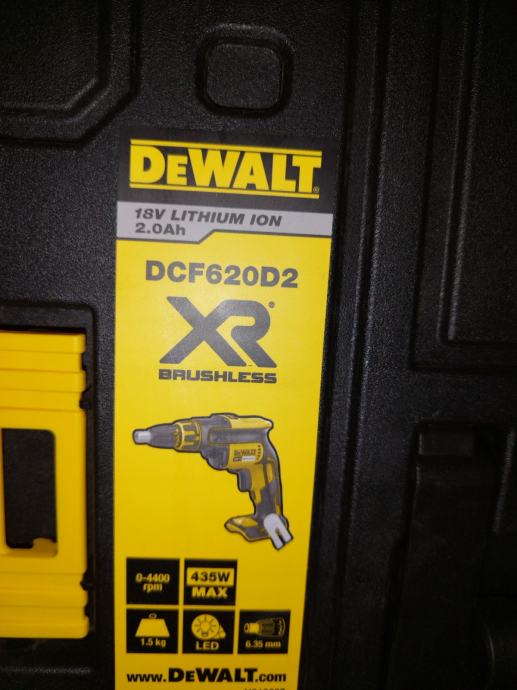 DEWALT®
18V LITHIUM ION
2.0Ah
DCF620D2
XR®
BRUSHLESS
DEWALT
0-4400
rpm
435W
MAX
1.5 kg
LED
6.35 mm
www.DEWALT.com